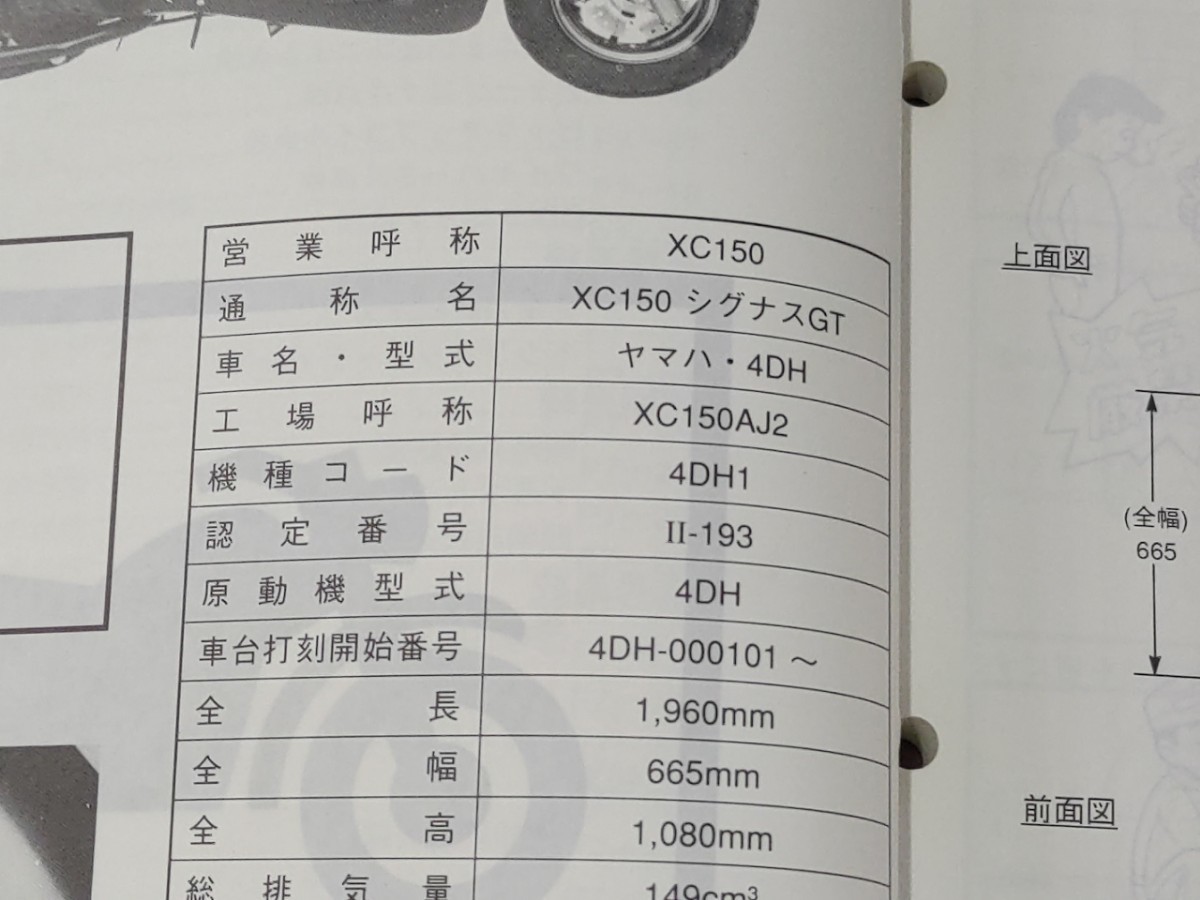 営業呼称 XC150
通称名 XC150 シグナスGT
車名・型式 ヤマハ・4DH
工場呼称 XC150AJ2
機種コード 4DH1
認定番号 II-193
原動機型式 4DH
車台打刻開始番号 4DH-000101 ～
全長 1,960mm
全幅 665mm
全高 1,080mm
総排気量 149cm³
上面図
(全幅)
665
前面図